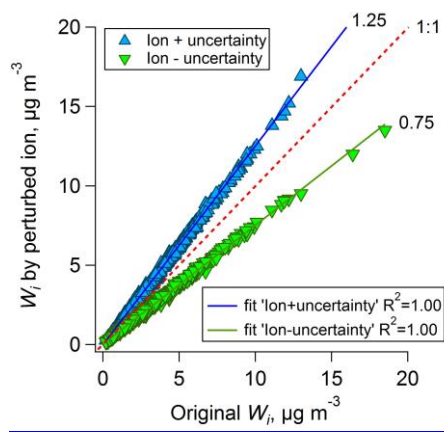 1.25
1:1
Ion + uncertainty
Ion - uncertainty
20
15
10
5
0
0.75
fit 'Ion+uncertainty' R²=1.00
fit 'Ion-uncertainty' R²=1.00
0 5 10 15 20
Original Wᵢ, µg m⁻³
Wᵢ by perturbed ion, µg m⁻³